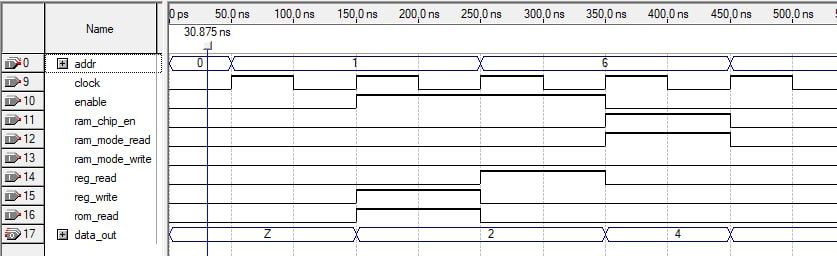 0 ps 50.0 ns 100.0 ns 150.0 ns 200.0 ns 250.0 ns 300.0 ns 350.0 ns 400.0 ns 450.0 ns 500.0 ns
Name
30.875 ns
0 addr 0 1 6
9 clock
10 enable
11 ram_chip_en
12 ram_mode_read
13 ram_mode_write
14 reg_read
15 reg_write
16 rom_read
17 data_out Z 2 4